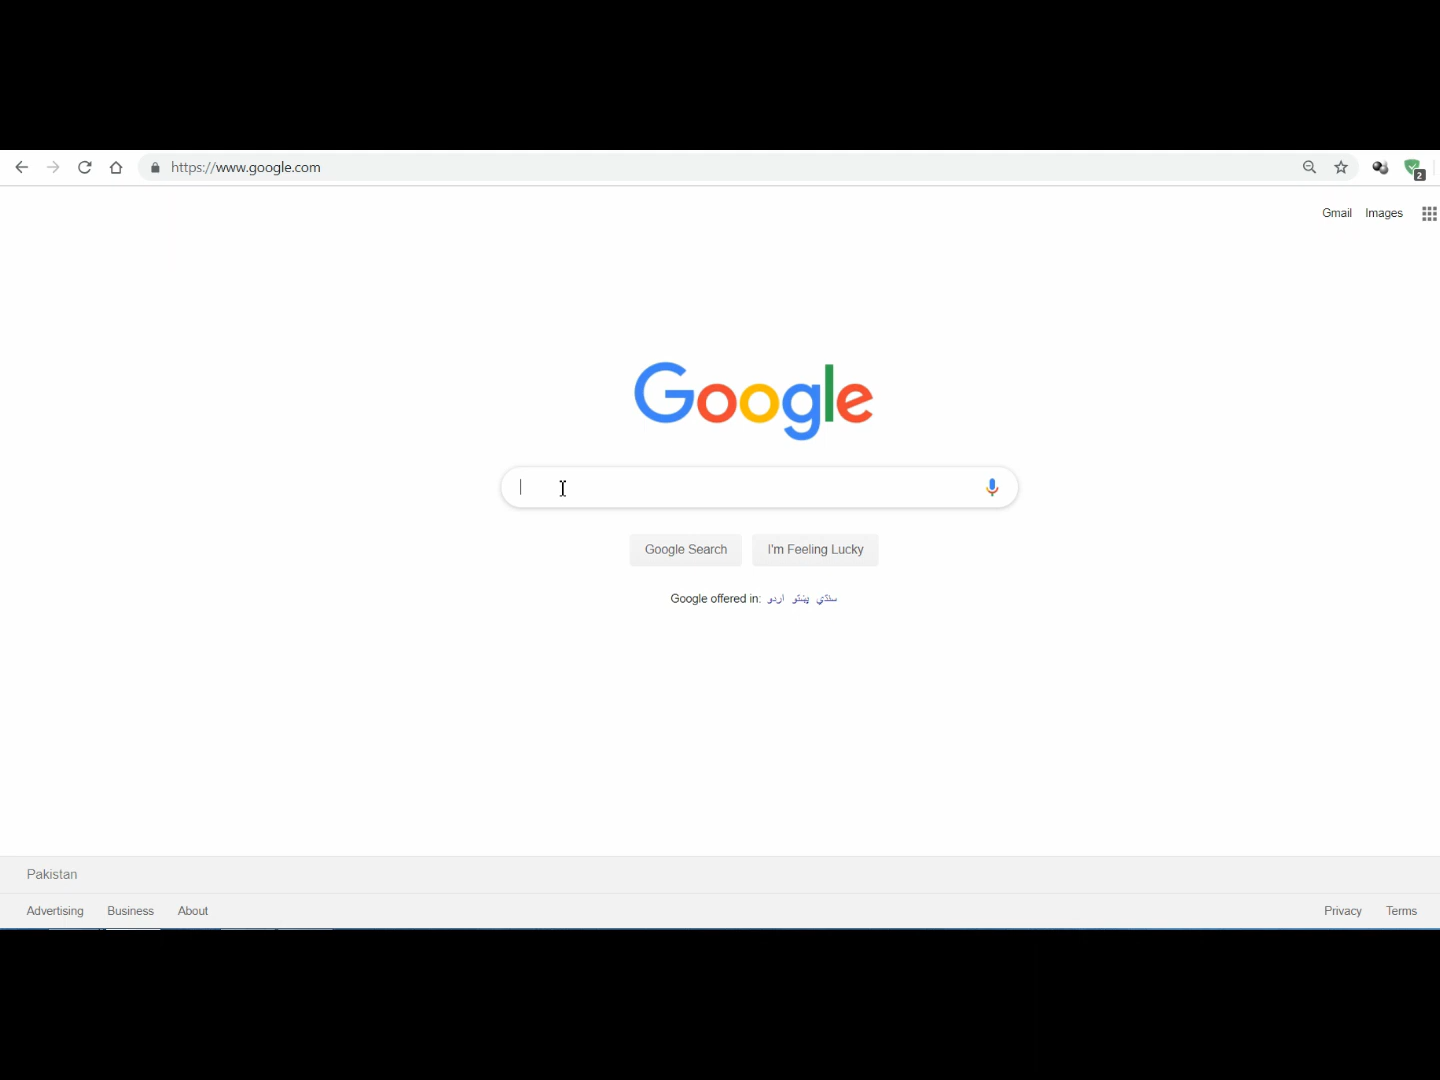 https://www.google.com
2
Gmail Images
Google
Google Search I'm Feeling Lucky
Google offered in: اردو پښتو سنڌي
Pakistan
Advertising Business About Privacy Terms